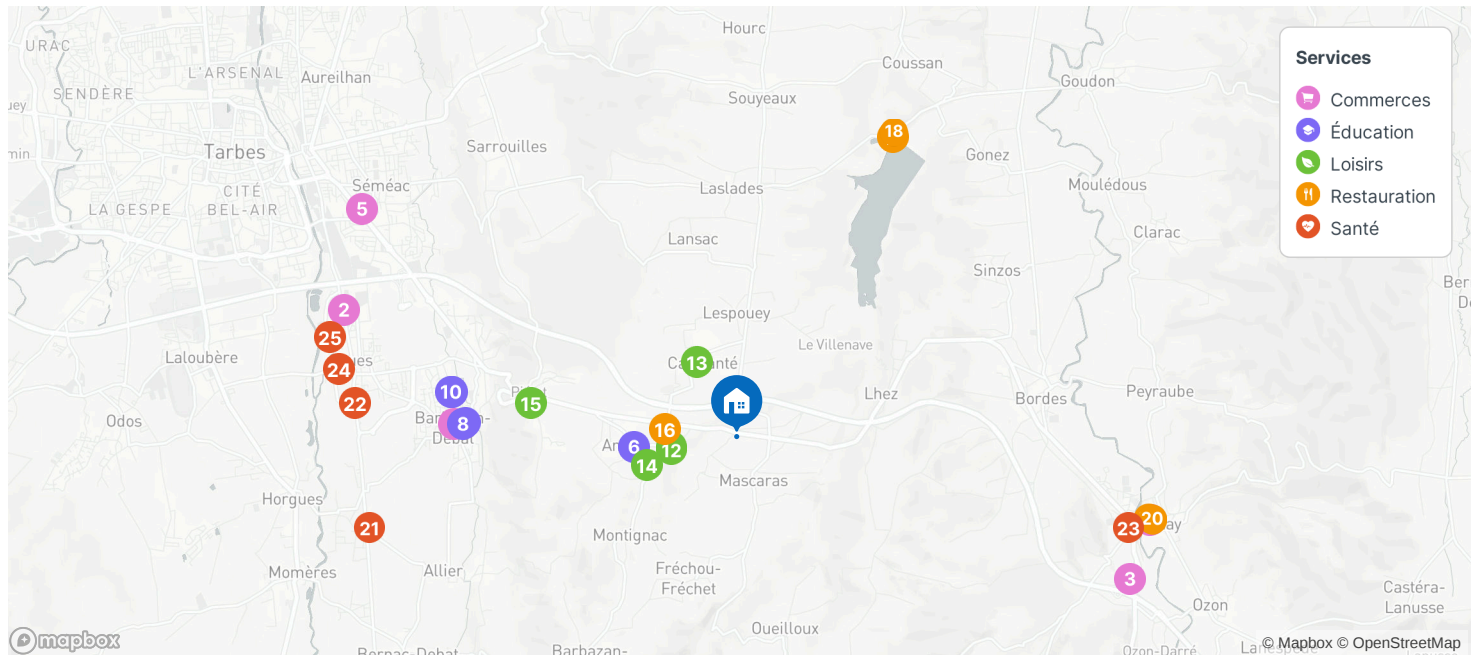 Hourc
URAC
L'ARSENAL
Aureilhan
Coussan
Goudon
SENDÈRE
Souyeaux
Services
Commerces
Éducation
Loisirs
Restauration
Santé
18
Tarbes
Sarrouilles
Gonez
Séméac
CITÉ
BEL-AIR
LA GESPE
Laslades
Moulédous
5
Lansac
Clarac
Sinzos
2
Lespouey
25
Le Villenave
Laloubère
24
13
10
Lhez
Peyraube
Bordes
22
15
Odos
8
16
6
12
14
Mascaras
Horgues
21
Montignac
20
23
Momères
Allier
Fréchou-
Fréchet
3
Castéra-
Lanusse
Ozon
Oueilloux
mapbox
© Mapbox © OpenStreetMap